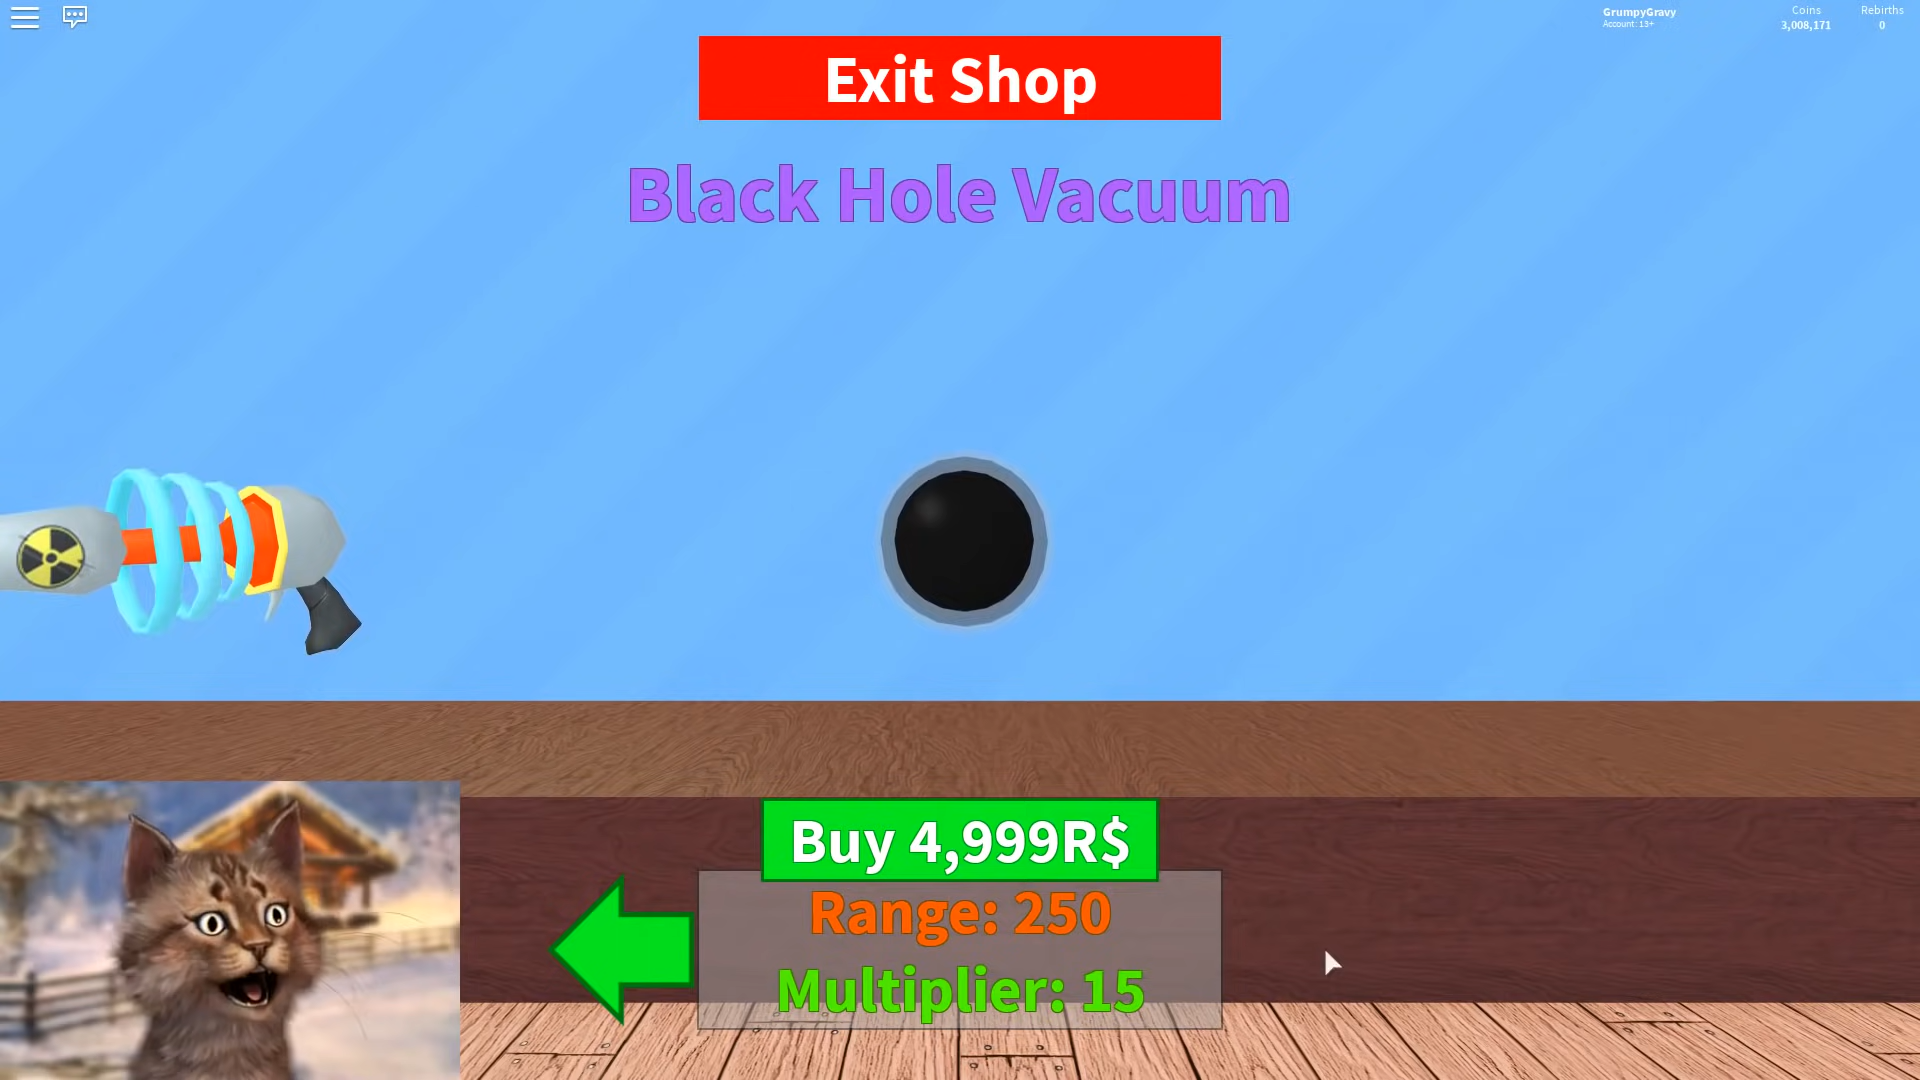 GrumpyGravy
Account: 13+
Coins
3,008,171
Rebirths
0
Exit Shop
Black Hole Vacuum
Buy 4,999R$
Range: 250
Multiplier: 15